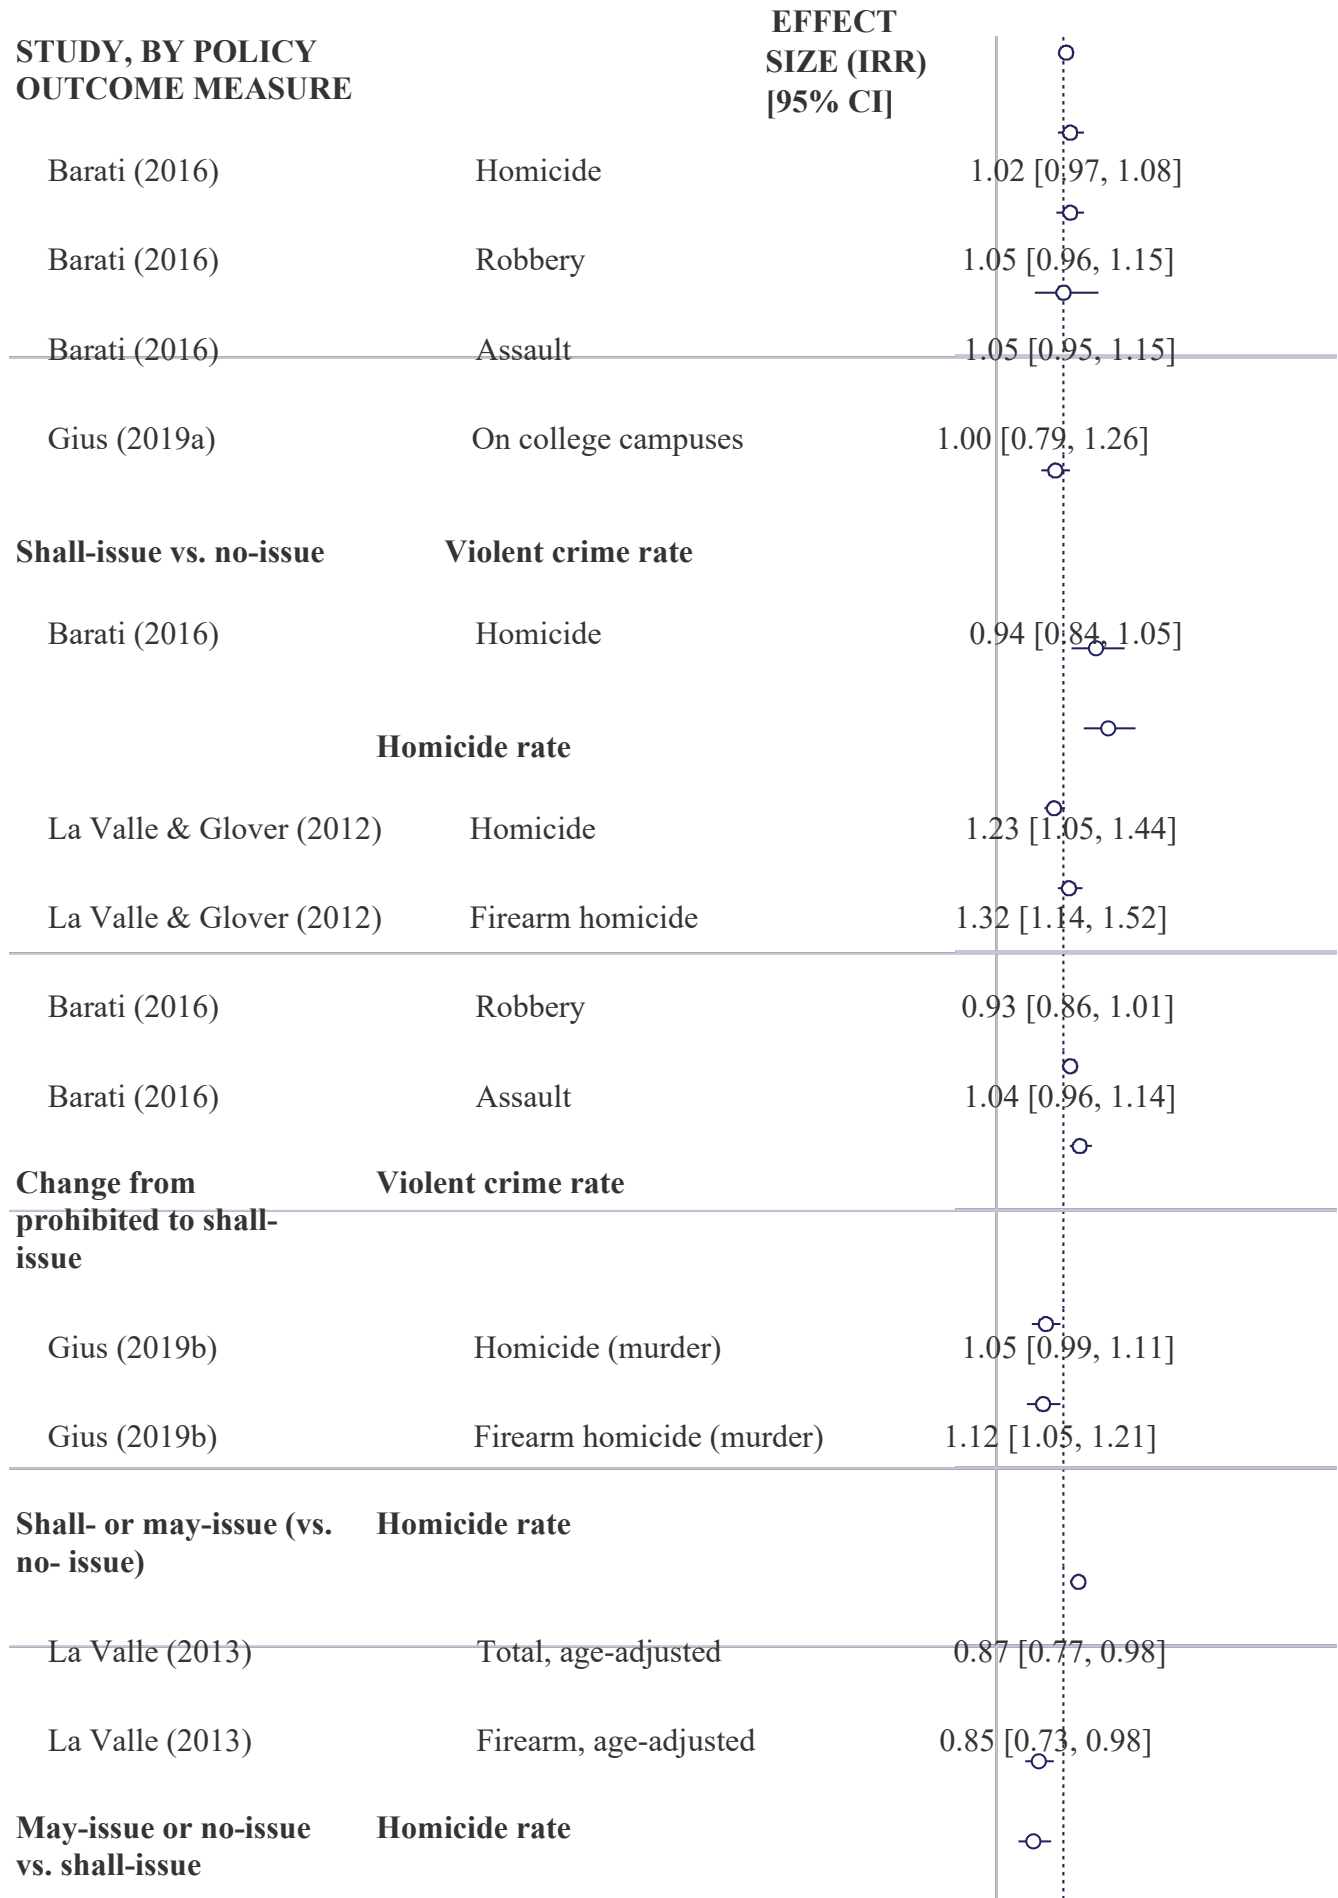 STUDY, BY POLICY
OUTCOME MEASURE
EFFECT
SIZE (IRR)
[95% CI]
Barati (2016) Homicide 1.02 [0.97, 1.08]
Barati (2016) Robbery 1.05 [0.96, 1.15]
Barati (2016) Assault 1.05 [0.95, 1.15]
Gius (2019a) On college campuses 1.00 [0.79, 1.26]
Shall-issue vs. no-issue Violent crime rate
Barati (2016) Homicide 0.94 [0.84, 1.05]
Homicide rate
La Valle & Glover (2012) Homicide 1.23 [1.05, 1.44]
La Valle & Glover (2012) Firearm homicide 1.32 [1.14, 1.52]
Barati (2016) Robbery 0.93 [0.86, 1.01]
Barati (2016) Assault 1.04 [0.96, 1.14]
Change from Violent crime rate
prohibited to shall-
issue
Gius (2019b) Homicide (murder) 1.05 [0.99, 1.11]
Gius (2019b) Firearm homicide (murder) 1.12 [1.05, 1.21]
Shall- or may-issue (vs. Homicide rate
no- issue)
La Valle (2013) Total, age-adjusted 0.87 [0.77, 0.98]
La Valle (2013) Firearm, age-adjusted 0.85 [0.73, 0.98]
May-issue or no-issue Homicide rate
vs. shall-issue